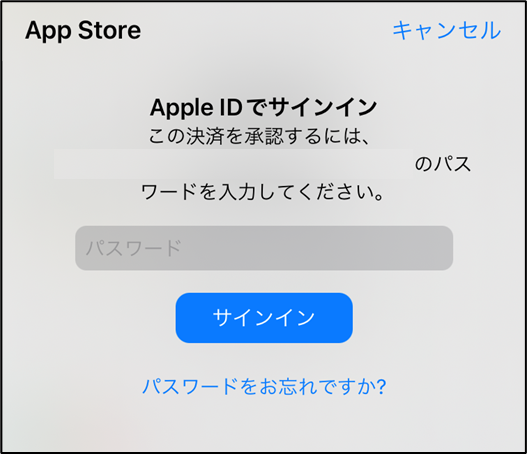 App Store キャンセル
Apple IDでサインイン
この決済を承認するには、
のパス
ワードを入力してください。
パスワード
サインイン
パスワードをお忘れですか?